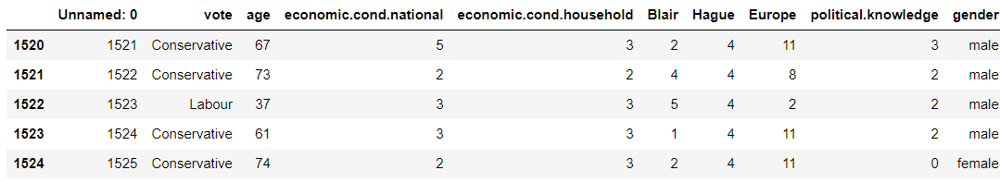 Unnamed: 0 vote age economic.cond.national economic.cond.household Blair Hague Europe political.knowledge gender
1520 1521 Conservative 67 5 3 2 4 11 3 male
1521 1522 Conservative 73 2 2 4 4 8 2 male
1522 1523 Labour 37 3 3 5 4 2 2 male
1523 1524 Conservative 61 3 3 1 4 11 2 male
1524 1525 Conservative 74 2 3 2 4 11 0 female